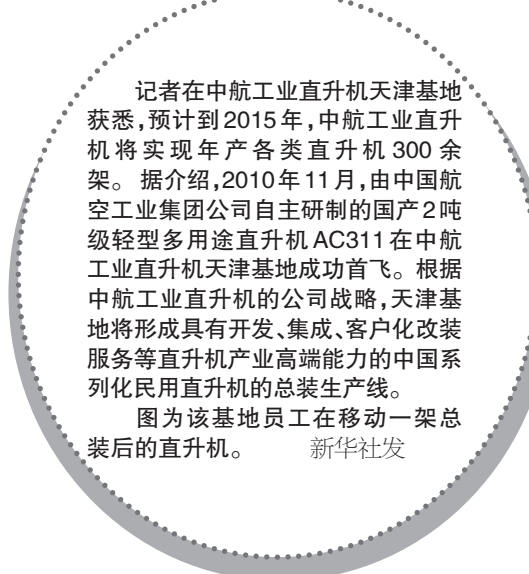 记者在中航工业直升机天津基地
获悉,预计到2015年,中航工业直升
机将实现年产各类直升机300余
架。据介绍,2010年11月,由中国航
空工业集团公司自主研制的国产2吨
级轻型多用途直升机AC311在中航
工业直升机天津基地成功首飞。根据
中航工业直升机的公司战略,天津基
地将形成具有开发、集成、客户化改装
服务等直升机产业高端能力的中国系
列化民用直升机的总装生产线。
图为该基地员工在移动一架总
装后的直升机。 新华社发